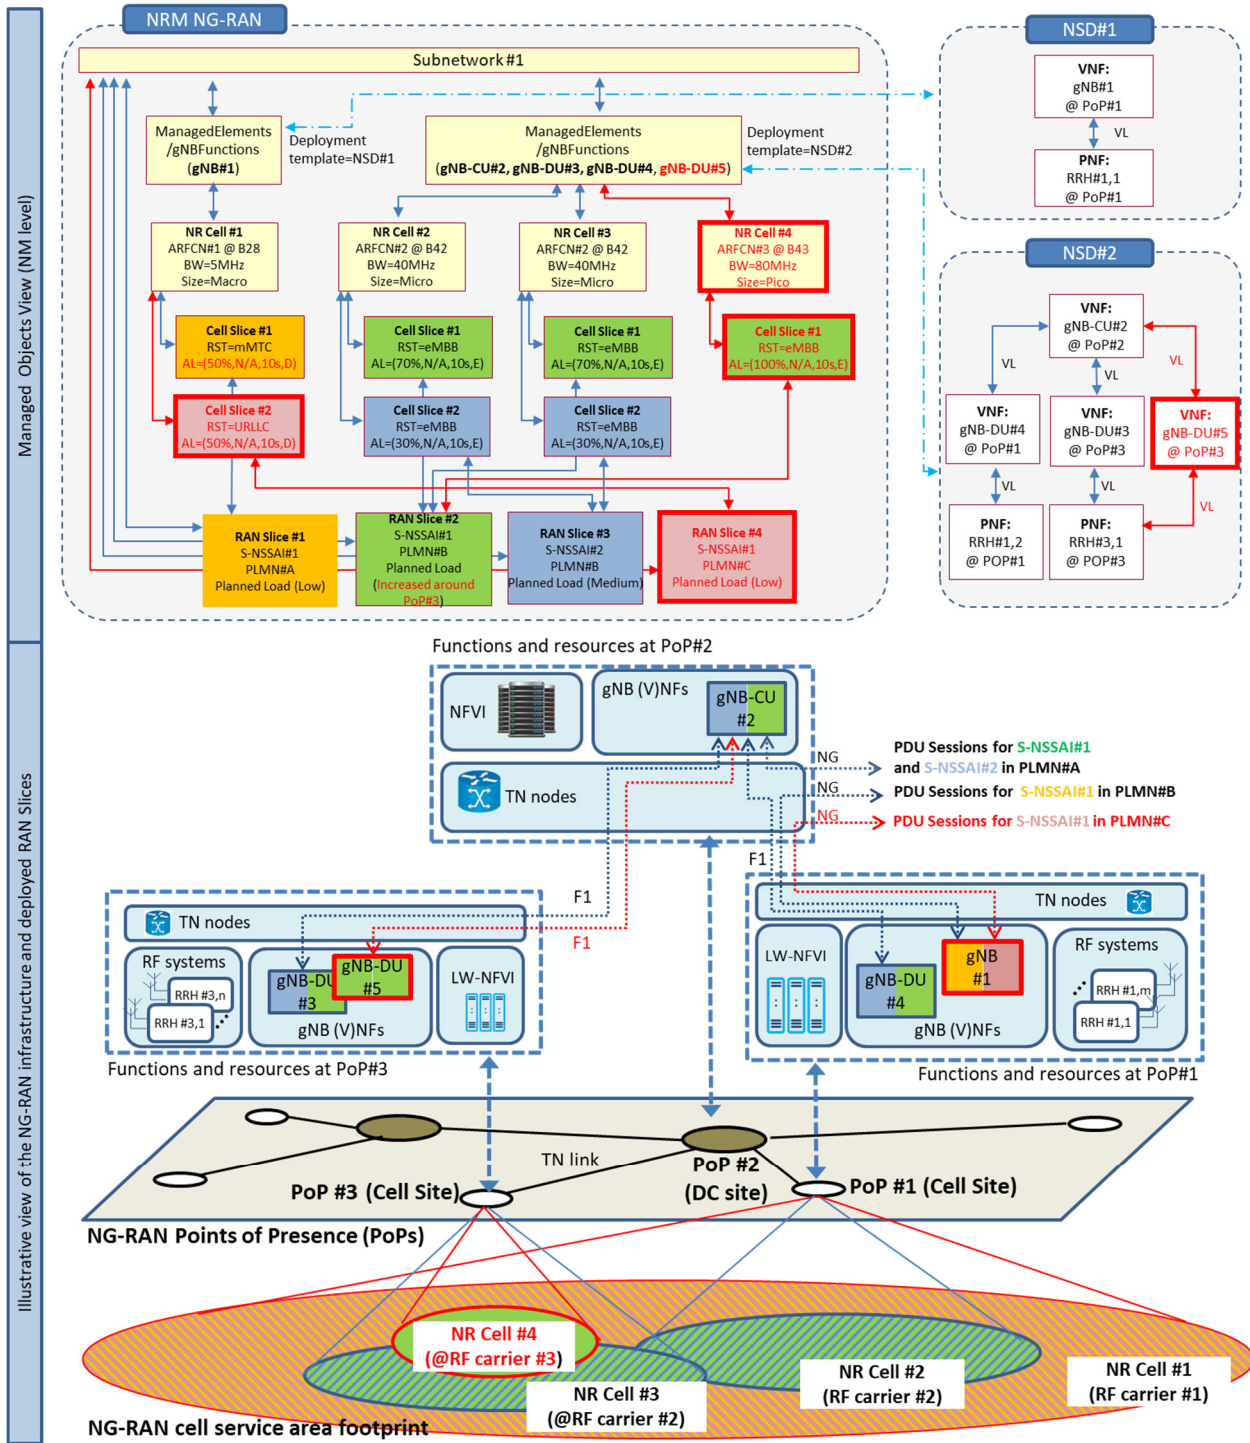 NRM NG-RAN
Subnetwork #1
ManagedElements
/gNBFunctions
(gNB#1)
Deployment
template=NSD#1
ManagedElements
/gNBFunctions
(gNB-CU#2, gNB-DU#3, gNB-DU#4, gNB-DU#5)
Deployment
template=NSD#2
NR Cell #1
ARFCN#1 @ B28
BW=5MHz
Size=Macro
NR Cell #2
ARFCN#2 @ B42
BW=40MHz
Size=Micro
NR Cell #3
ARFCN#2 @ B42
BW=40MHz
Size=Micro
NR Cell #4
ARFCN#3 @ B43
BW=80MHz
Size=Pico
Cell Slice #1
RST=mMTC
AL=(50%,N/A,10s,D)
Cell Slice #1
RST=eMBB
AL=(70%,N/A,10s,E)
Cell Slice #1
RST=eMBB
AL=(70%,N/A,10s,E)
Cell Slice #1
RST=eMBB
AL=(100%,N/A,10s,E)
Cell Slice #2
RST=URLLC
AL=(50%,N/A,10s,D)
Cell Slice #2
RST=eMBB
AL=(30%,N/A,10s,E)
Cell Slice #2
RST=eMBB
AL=(30%,N/A,10s,E)
RAN Slice #1
S-NSSAI#1
PLMN#A
Planned Load (Low)
RAN Slice #2
S-NSSAI#1
PLMN#B
Planned Load
(Increased around
PoP#3)
RAN Slice #3
S-NSSAI#2
PLMN#B
Planned Load (Medium)
RAN Slice #4
S-NSSAI#1
PLMN#C
Planned Load (Low)
NSD#1
VNF:
gNB#1
@ PoP#1
VL
PNF:
RRH#1,1
@ PoP#1
NSD#2
VNF:
gNB-CU#2
@ PoP#2
VL
VL
VL
VNF:
gNB-DU#4
@ PoP#1
VNF:
gNB-DU#3
@ PoP#3
VNF:
gNB-DU#5
@ PoP#3
VL
VL
VL
PNF:
RRH#1,2
@ POP#1
PNF:
RRH#3,1
@ POP#3
Managed Objects View (NM level)
Illustrative view of the NG-RAN infrastructure and deployed RAN Slices
Functions and resources at PoP#2
NFVI
gNB (V)NFs
gNB-CU
#2
TN nodes
NG
NG
NG
PDU Sessions for S-NSSAI#1
and S-NSSAI#2 in PLMN#A
PDU Sessions for S-NSSAI#1 in PLMN#B
PDU Sessions for S-NSSAI#1 in PLMN#C
F1
F1
F1
TN nodes
RF systems
RRH #3,n
RRH #3,1
gNB-DU
#3
gNB-DU
#5
gNB (V)NFs
LW-NFVI
Functions and resources at PoP#3
TN nodes
LW-NFVI
gNB-DU
#4
gNB
#1
gNB (V)NFs
RF systems
RRH #1,m
RRH #1,1
Functions and resources at PoP#1
TN link
PoP #3 (Cell Site)
PoP #2
(DC site)
PoP #1 (Cell Site)
NG-RAN Points of Presence (PoPs)
NR Cell #4
(@RF carrier #3)
NR Cell #3
(@RF carrier #2)
NR Cell #2
(RF carrier #2)
NR Cell #1
(RF carrier #1)
NG-RAN cell service area footprint